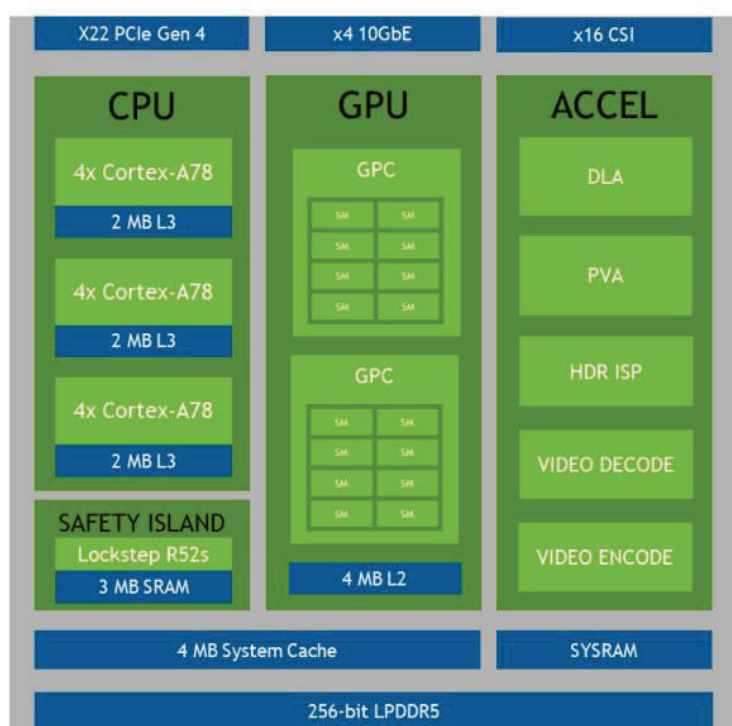 X22 PCIe Gen 4
x4 10GbE
x16 CSI
CPU
4x Cortex-A78
2 MB L3
4x Cortex-A78
2 MB L3
4x Cortex-A78
2 MB L3
SAFETY ISLAND
Lockstep R52s
3 MB SRAM
GPU
GPC
SM SM
SM SM
SM SM
SM SM
GPC
SM SM
SM SM
SM SM
SM SM
4 MB L2
ACCEL
DLA
PVA
HDR ISP
VIDEO DECODE
VIDEO ENCODE
4 MB System Cache
SYSRAM
256-bit LPDDR5